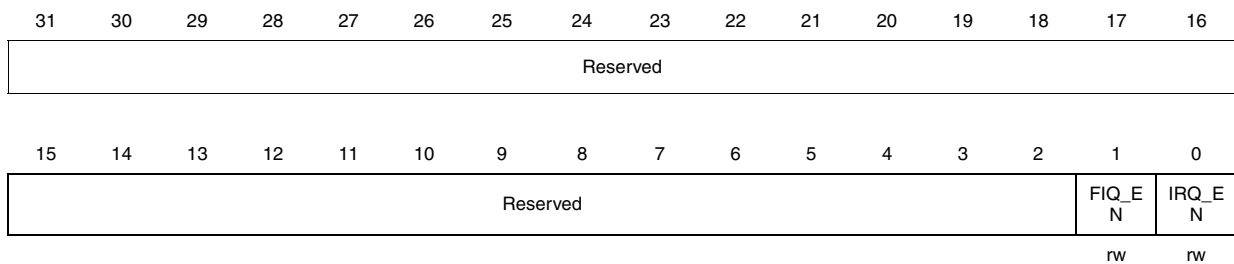 31 30 29 28 27 26 25 24 23 22 21 20 19 18 17 16
Reserved
15 14 13 12 11 10 9 8 7 6 5 4 3 2 1 0
Reserved FIQ_E IRQ_E
N N
rw rw